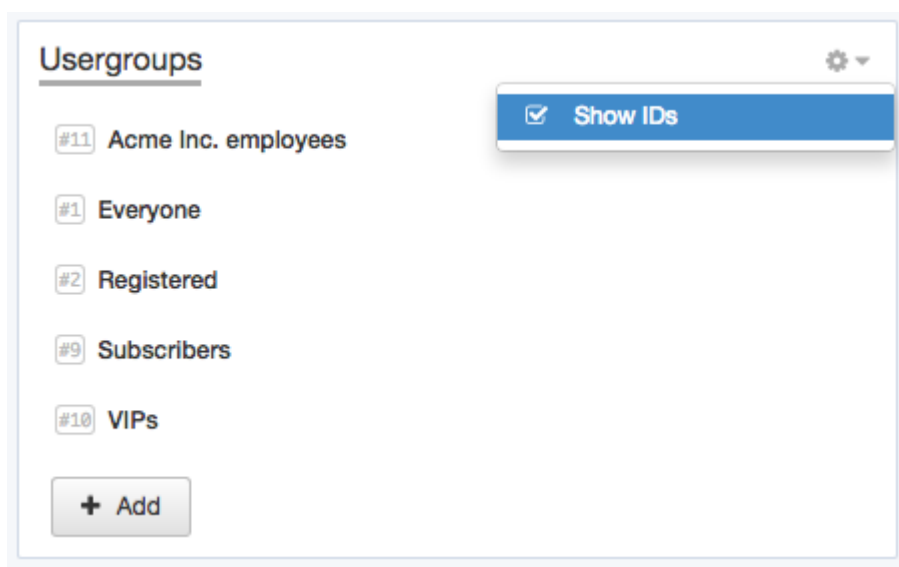 Usergroups
Show IDs
#11 Acme Inc. employees
#1 Everyone
#2 Registered
#9 Subscribers
#10 VIPs
+ Add